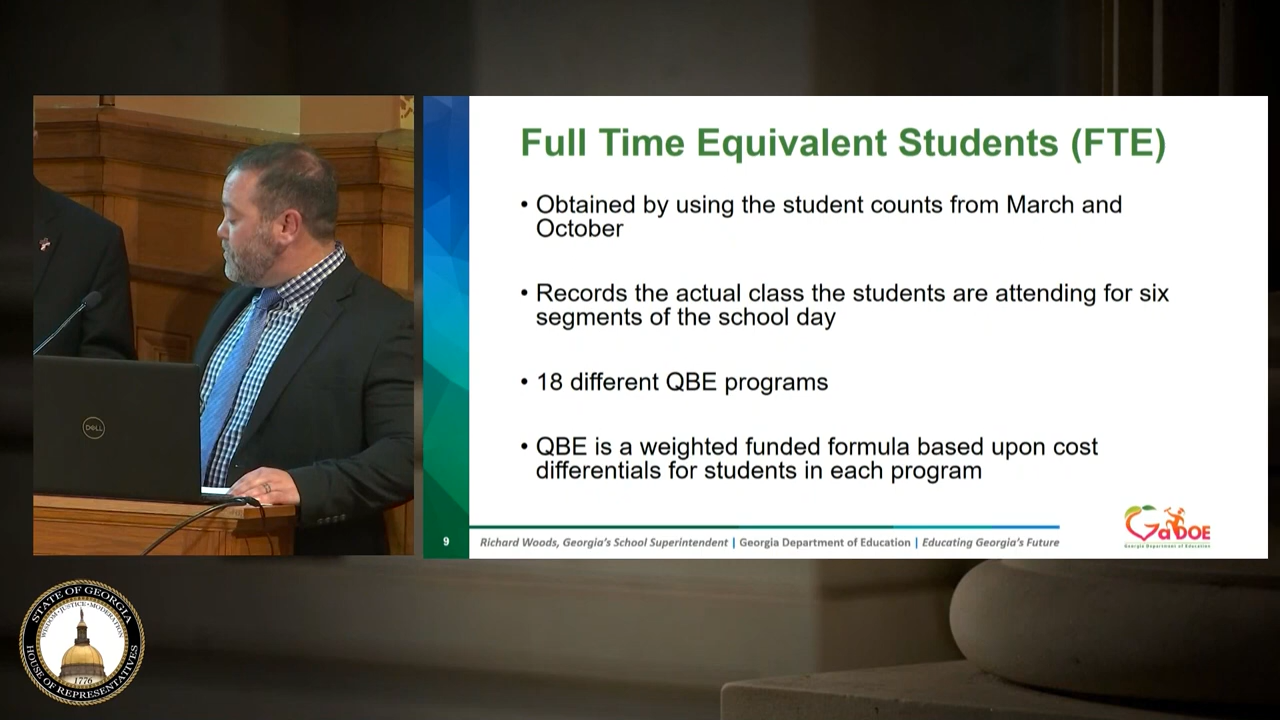 Full Time Equivalent Students (FTE)
• Obtained by using the student counts from March and
October
• Records the actual class the students are attending for six
segments of the school day
• 18 different QBE programs
• QBE is a weighted funded formula based upon cost
differentials for students in each program
9
Richard Woods, Georgia's School Superintendent | Georgia Department of Education | Educating Georgia's Future
GaDOE
Georgia Department of Education
DELL
STATE OF GEORGIA
WISDOM • JUSTICE • MODERATION
1776
HOUSE OF REPRESENTATIVES